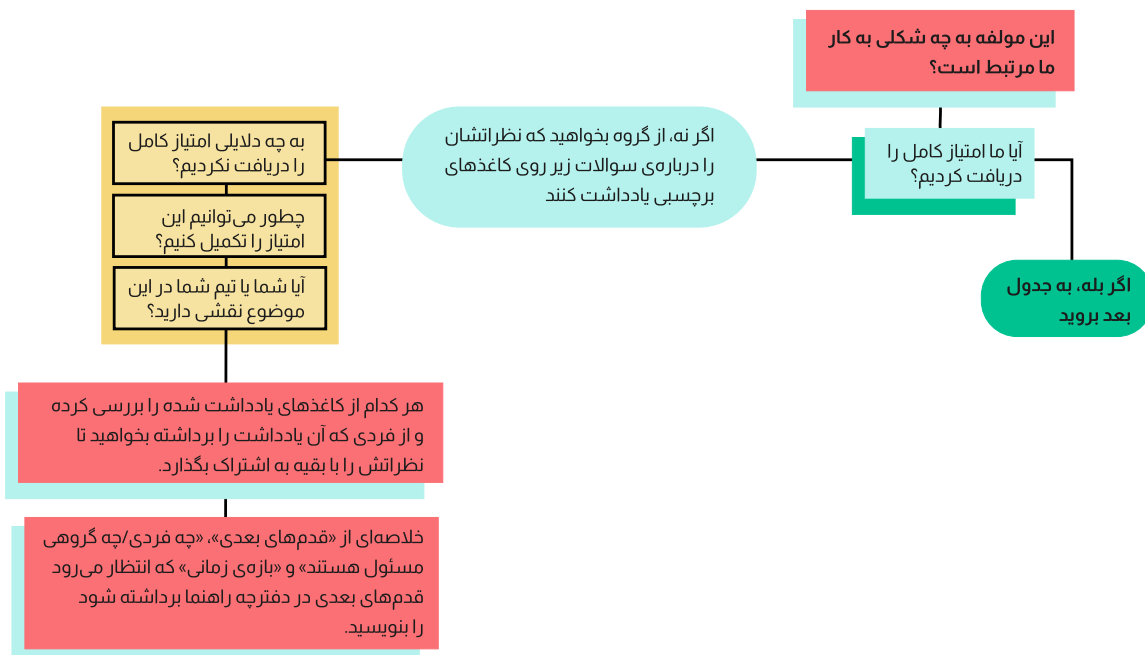 این مولفه به چه شکلی به کار
ما مرتبط است؟
آیا ما امتیاز کامل را
دریافت کردیم؟
اگر بله، به جدول
بعد بروید
اگر نه، از گروه بخواهید که نظراتشان
را درباره‌ی سوالات زیر روی کاغذهای
برچسبی یادداشت کنند
به چه دلایلی امتیاز کامل
را دریافت نکردیم؟
چطور می‌توانیم این
امتیاز را تکمیل کنیم؟
آیا شما یا تیم شما در این
موضوع نقشی دارید؟
هر کدام از کاغذهای یادداشت شده را بررسی کرده
و از فردی که آن یادداشت را برداشته بخواهید تا
نظراتش را با بقیه به اشتراک بگذارد.
خلاصه‌ای از «قدم‌های بعدی»، «چه فردی/چه گروهی
مسئول هستند» و «بازه‌ی زمانی» که انتظار می‌رود
قدم‌های بعدی در دفترچه راهنما برداشته شود
را بنویسید.